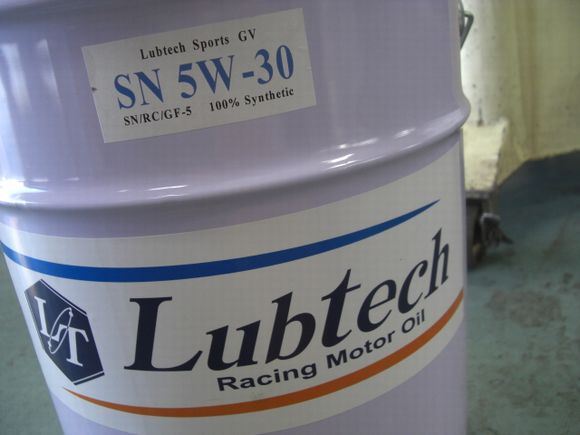 Lubtech Sports GV
SN 5W-30
SN/RC/GF-5 100% Synthetic
LT
Lubtech
Racing Motor Oil